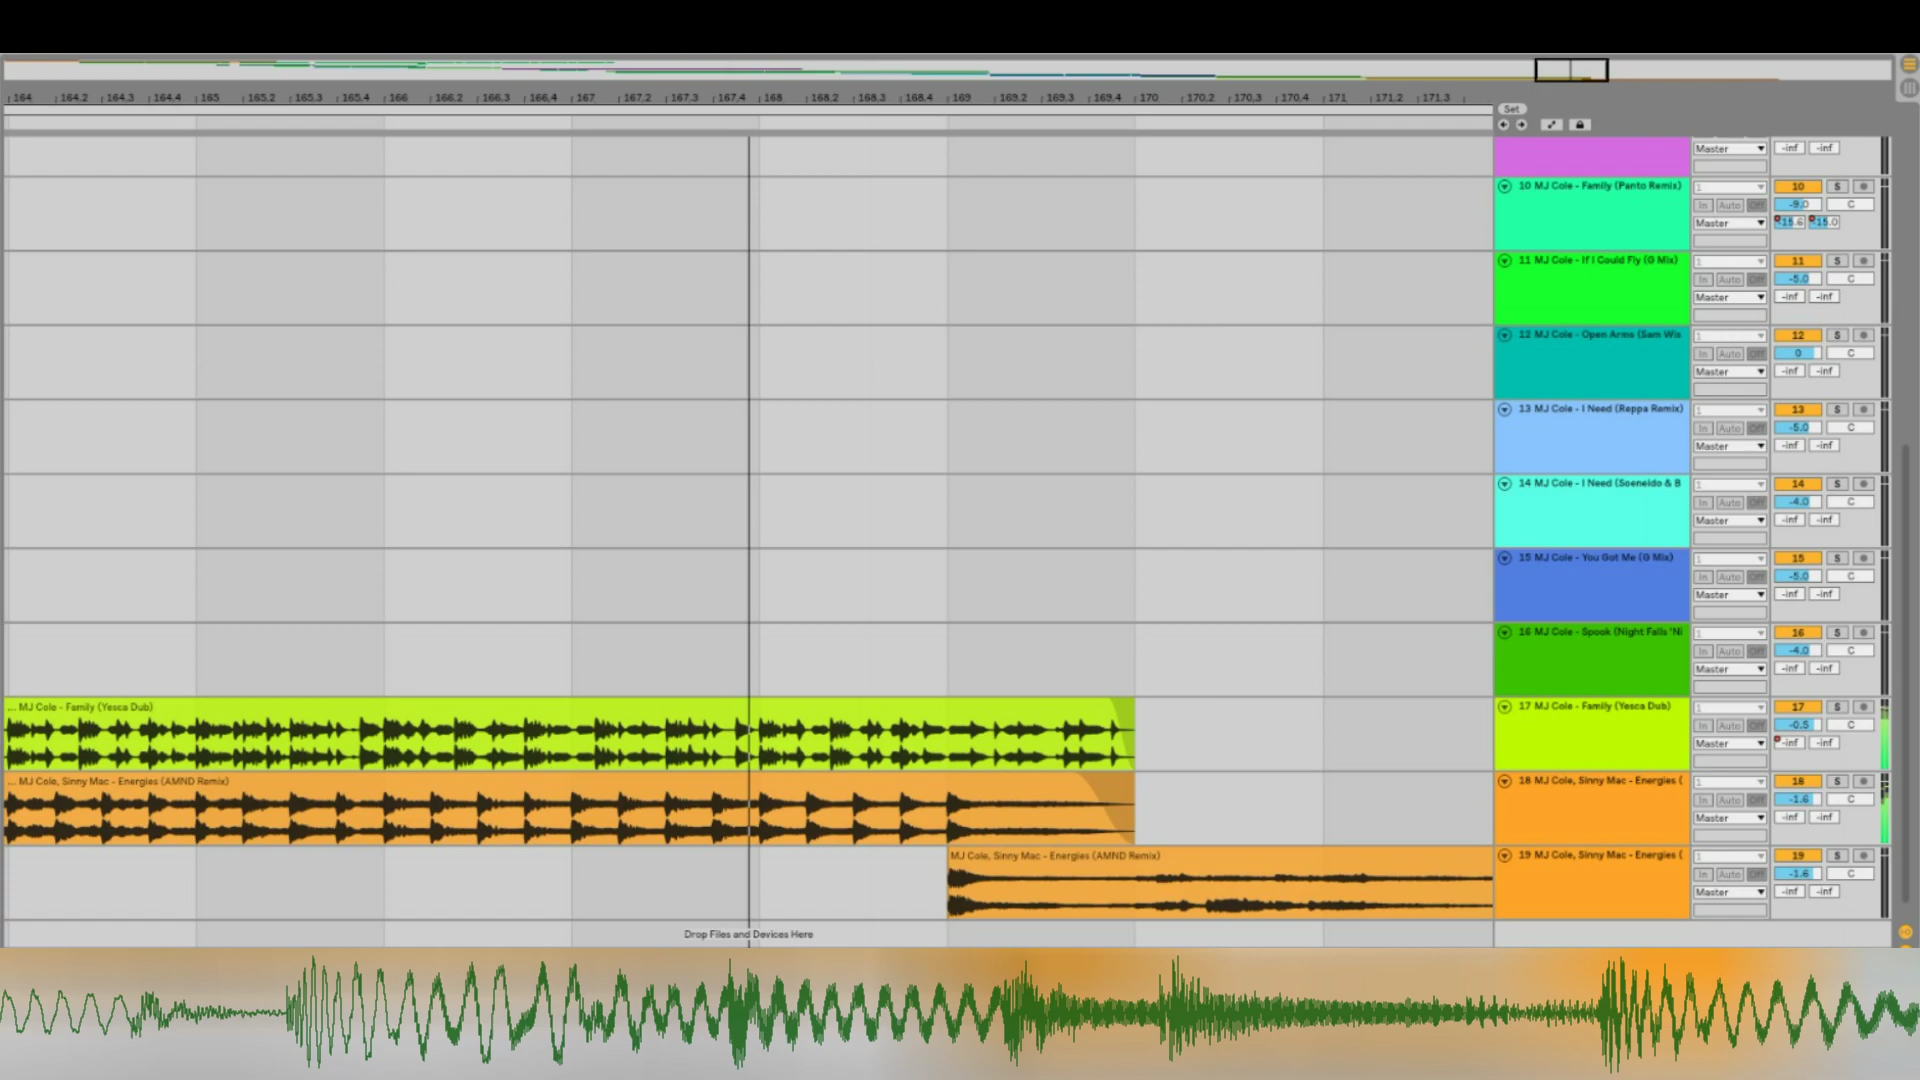 164 164.2 164.3 164.4 165 165.2 165.3 165.4 166 166.2 166.3 166.4 167 167.2 167.3 167.4 168 168.2 168.3 168.4 169 169.2 169.3 169.4 170 170.2 170.3 170.4 171 171.2 171.3
Set
Master -inf -inf
10 MJ Cole - Family (Panto Remix) 1 10 S
In Auto Off -9.0 C
Master -15.6 -15.0
11 MJ Cole - If I Could Fly (G Mix) 1 11 S
In Auto Off -5.0 C
Master -inf -inf
12 MJ Cole - Open Arms (Sam Wis 1 12 S
In Auto Off 0 C
Master -inf -inf
13 MJ Cole - I Need (Reppa Remix) 1 13 S
In Auto Off -5.0 C
Master -inf -inf
14 MJ Cole - I Need (Soeneido & B 1 14 S
In Auto Off -4.0 C
Master -inf -inf
15 MJ Cole - You Got Me (G Mix) 1 15 S
In Auto Off -5.0 C
Master -inf -inf
16 MJ Cole - Spook (Night Falls 'Ni 1 16 S
In Auto Off -4.0 C
Master -inf -inf
... MJ Cole - Family (Yesca Dub) 17 MJ Cole - Family (Yesca Dub) 1 17 S
In Auto Off -0.5 C
Master -inf -inf
... MJ Cole, Sinny Mac - Energies (AMND Remix) 18 MJ Cole, Sinny Mac - Energies ( 1 18 S
In Auto Off -1.6 C
Master -inf -inf
MJ Cole, Sinny Mac - Energies (AMND Remix) 19 MJ Cole, Sinny Mac - Energies ( 1 19 S
In Auto Off -1.6 C
Master -inf -inf
Drop Files and Devices Here